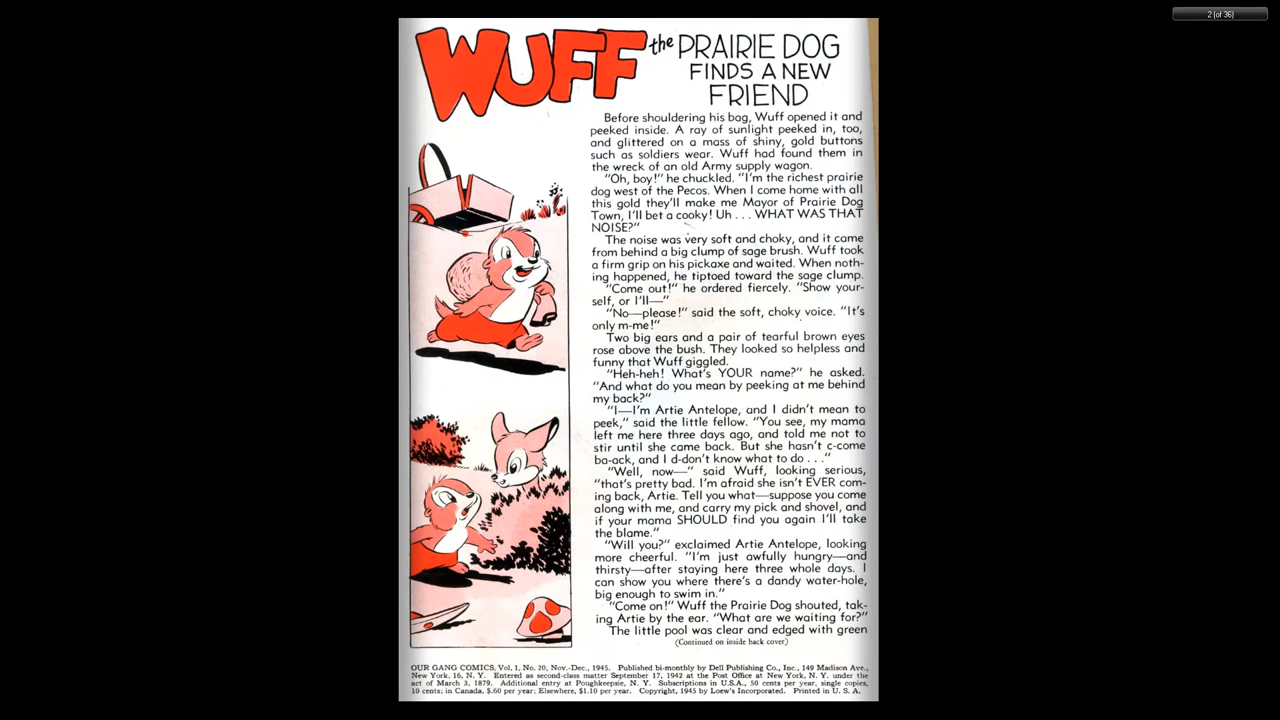 2 (of 36)
WUFF the PRAIRIE DOG
FINDS A NEW
FRIEND
Before shouldering his bag, Wuff opened it and
peeked inside. A ray of sunlight peeked in, too,
and glittered on a mass of shiny, gold buttons
such as soldiers wear. Wuff had found them in
the wreck of an old Army supply wagon.
"Oh, boy!" he chuckled. "I'm the richest prairie
dog west of the Pecos. When I come home with all
this gold they'll make me Mayor of Prairie Dog
Town, I'll bet a cooky! Uh . . . WHAT WAS THAT
NOISE?"
The noise was very soft and choky, and it came
from behind a big clump of sage brush. Wuff took
a firm grip on his pickaxe and waited. When noth-
ing happened, he tiptoed toward the sage clump.
"Come out!" he ordered fiercely. "Show your-
self, or I'll—"
"No—please!" said the soft, choky voice. "It's
only m-me!"
Two big ears and a pair of tearful brown eyes
rose above the bush. They looked so helpless and
funny that Wuff giggled.
"Heh-heh! What's YOUR name?" he asked.
"And what do you mean by peeking at me behind
my back?"
"I—I'm Artie Antelope, and I didn't mean to
peek," said the little fellow. "You see, my mama
left me here three days ago, and told me not to
stir until she came back. But she hasn't c-come
ba-ack, and I d-don't know what to do . . ."
"Well, now—" said Wuff, looking serious,
"that's pretty bad. I'm afraid she isn't EVER com-
ing back, Artie. Tell you what—suppose you come
along with me, and carry my pick and shovel, and
if your mama SHOULD find you again I'll take
the blame."
"Will you?" exclaimed Artie Antelope, looking
more cheerful. "I'm just awfully hungry—and
thirsty—after staying here three whole days. I
can show you where there's a dandy water-hole,
big enough to swim in."
"Come on!" Wuff the Prairie Dog shouted, tak-
ing Artie by the ear. "What are we waiting for?"
The little pool was clear and edged with green
(Continued on inside back cover)
OUR GANG COMICS, Vol. 1, No. 20, Nov.-Dec., 1945. Published bi-monthly by Dell Publishing Co., Inc., 149 Madison Ave.,
New York, 16, N. Y. Entered as second-class matter September 17, 1942 at the Post Office at New York, N. Y. under the
act of March 3, 1879. Additional entry at Poughkeepsie, N. Y. Subscriptions in U.S.A., 50 cents per year, single copies,
10 cents; in Canada, $.60 per year; Elsewhere, $1.10 per year. Copyright, 1945 by Loew's Incorporated. Printed in U. S. A.